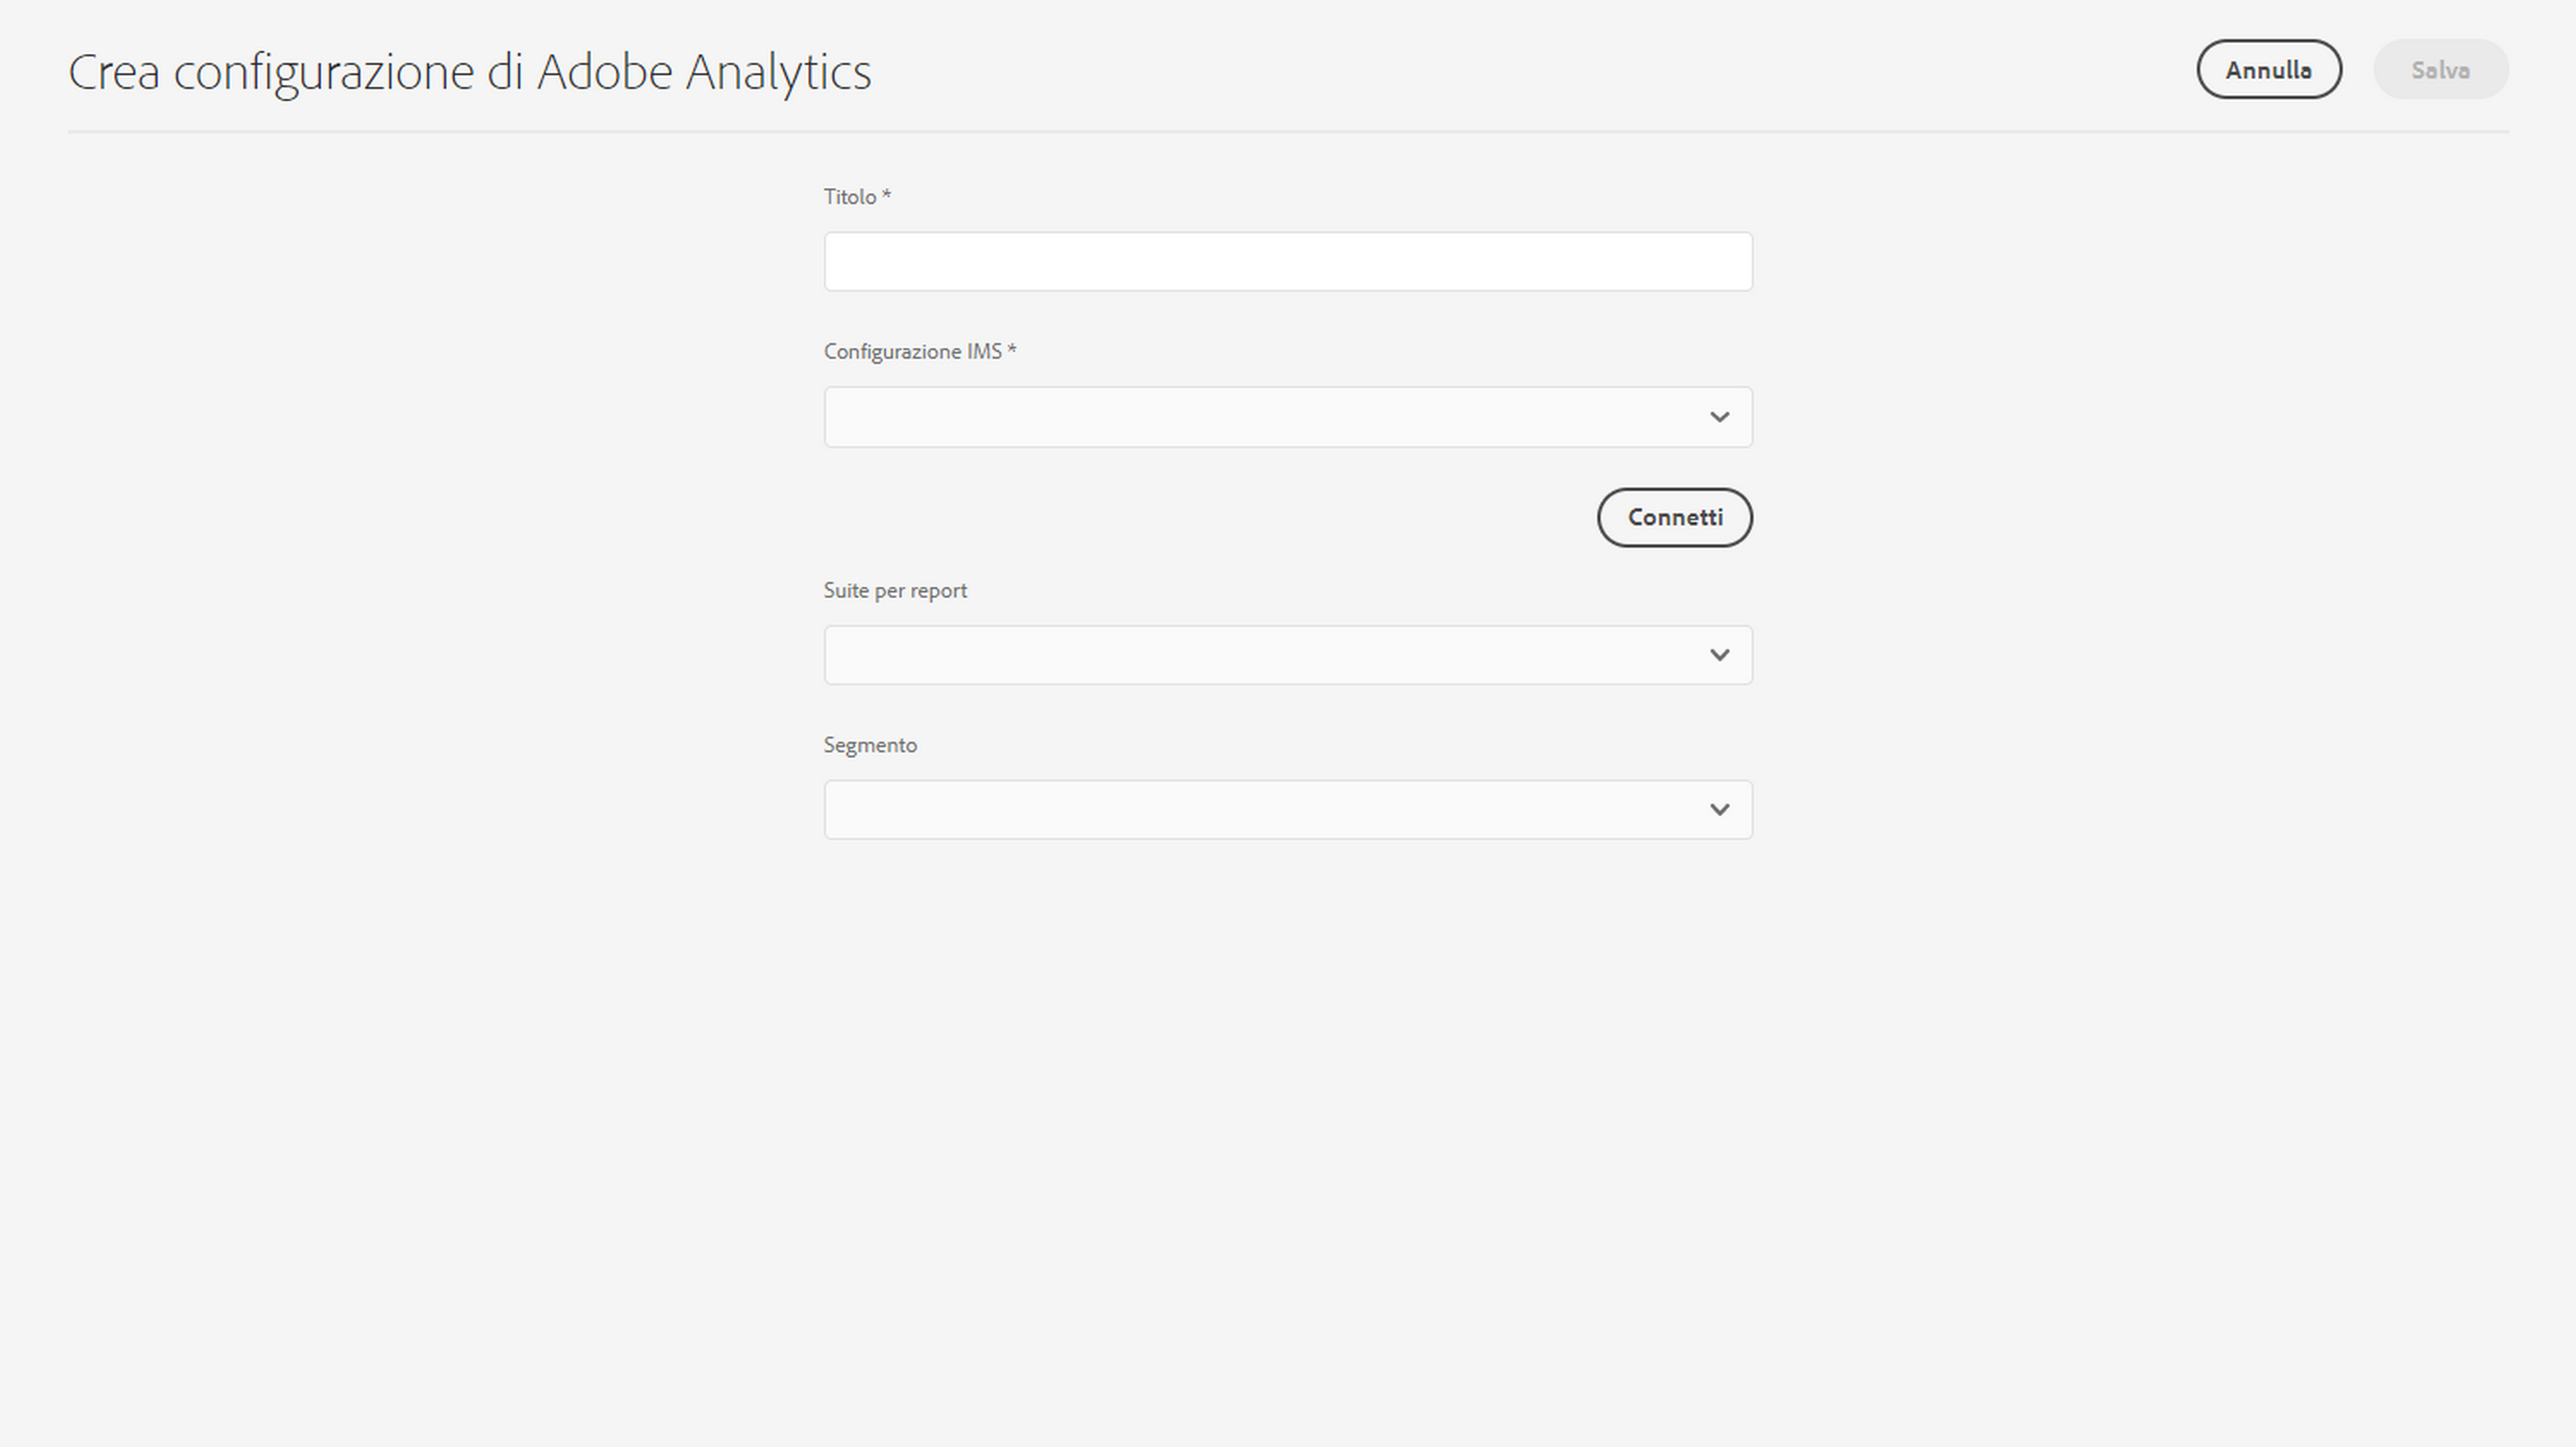 Crea configurazione di Adobe Analytics
Annulla
Salva
Titolo *
Configurazione IMS *
Connetti
Suite per report
Segmento